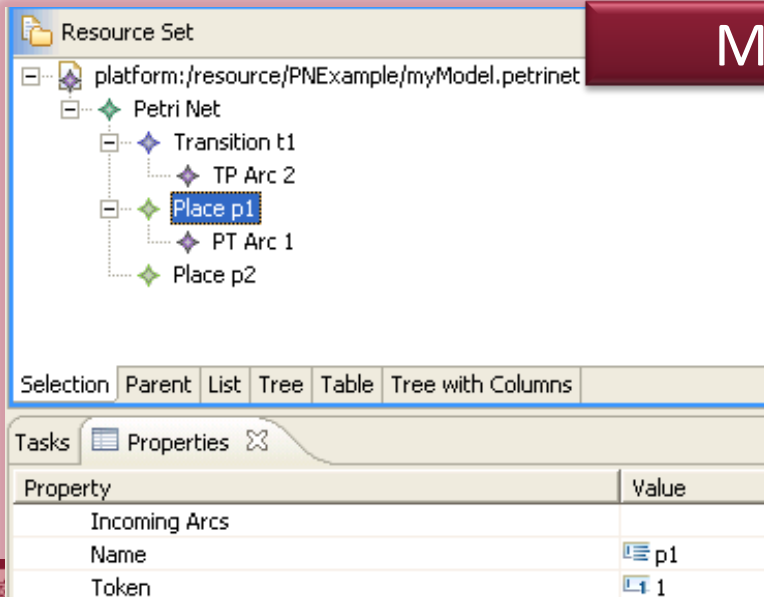 Resource Set
M
platform:/resource/PNExample/myModel.petrinet
Petri Net
Transition t1
TP Arc 2
Place p1
PT Arc 1
Place p2
Selection Parent List Tree Table Tree with Columns
Tasks Properties
Property Value
Incoming Arcs
Name p1
Token 1